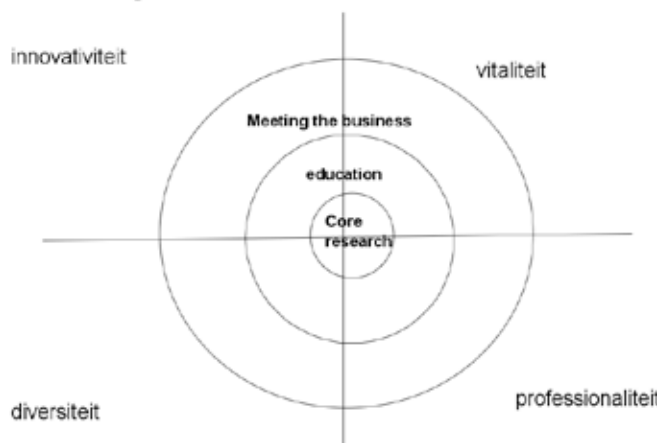 innovativiteit
vitaliteit
Meeting the business
education
Core
research
diversiteit
professionaliteit